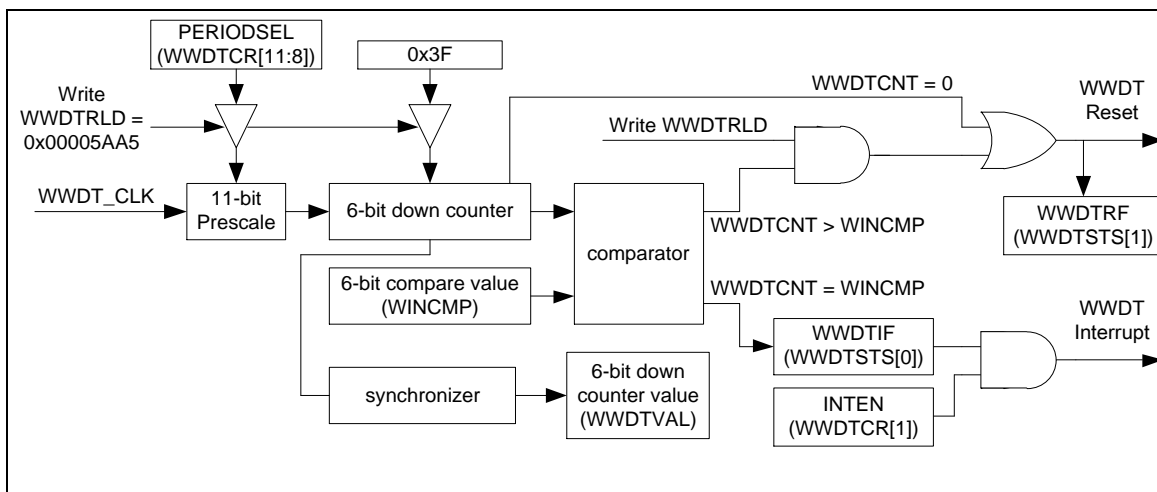 PERIODSEL
(WWDTCR[11:8])
0x3F
Write
WWDTRLD =
0x00005AA5
WWDTCNT = 0
WWDT
Reset
Write WWDTRLD
WWDT_CLK
11-bit
Prescale
6-bit down counter
comparator
WWDTCNT > WINCMP
WWDTRF
(WWDTSTS[1])
6-bit compare value
(WINCMP)
WWDTCNT = WINCMP
WWDTIF
(WWDTSTS[0])
WWDT
Interrupt
synchronizer
6-bit down
counter value
(WWDTVAL)
INTEN
(WWDTCR[1])